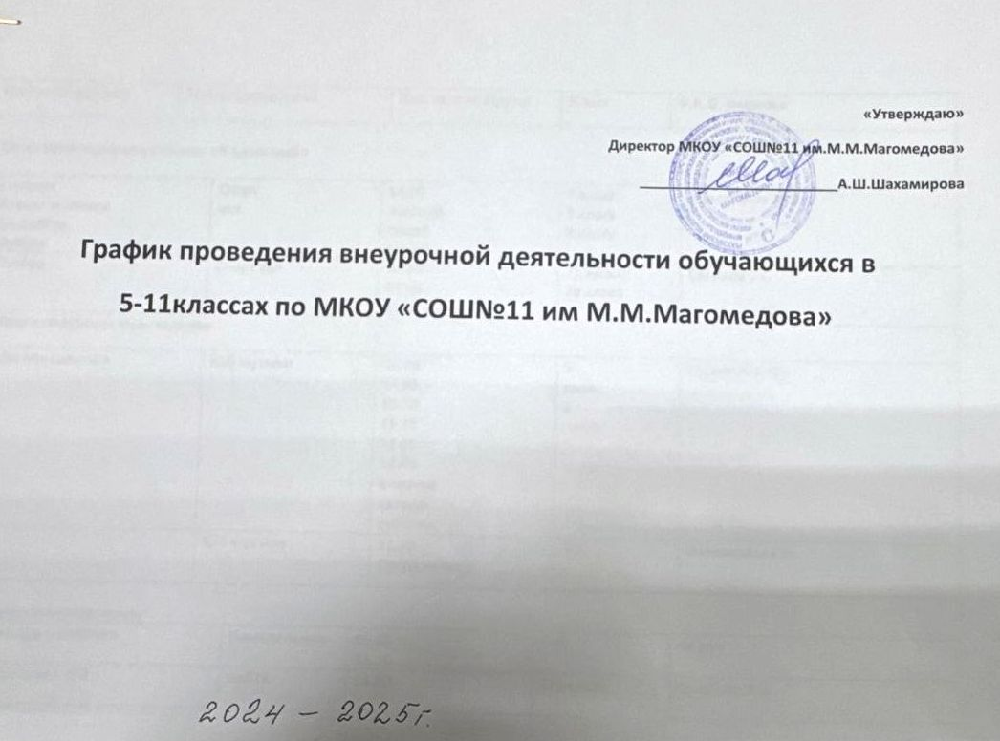 «Утверждаю»
Директор МКОУ «СОШ№11 им.М.М.Магомедова»
А.Ш.Шахамирова
График проведения внеурочной деятельности обучающихся в
5-11классах по МКОУ «СОШ№11 им М.М.Магомедова»
2024 – 2025г.